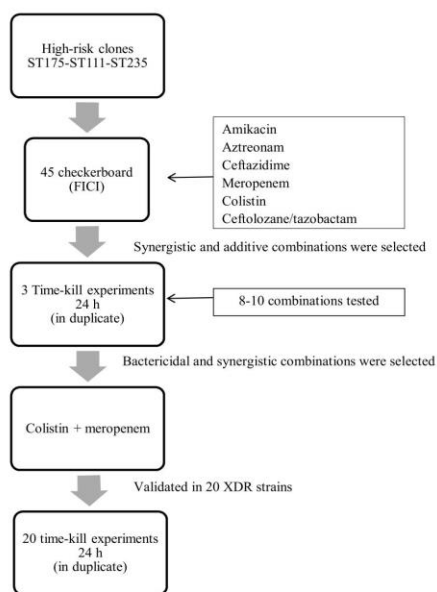 High-risk clones
ST175-ST111-ST235
45 checkerboard
(FICI)
Amikacin
Aztreonam
Ceftazidime
Meropenem
Colistin
Ceftolozane/tazobactam
Synergistic and additive combinations were selected
3 Time-kill experiments
24 h
(in duplicate)
8-10 combinations tested
Bactericidal and synergistic combinations were selected
Colistin + meropenem
Validated in 20 XDR strains
20 time-kill experiments
24 h
(in duplicate)